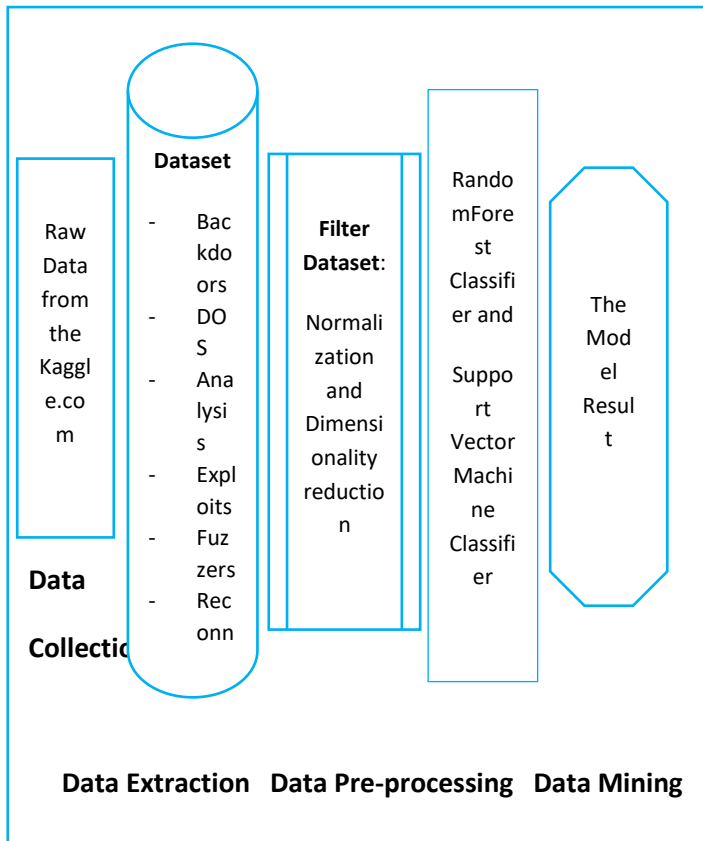 Raw
Data
from
the
Kaggl
e.co
m
Data
Collectio
Dataset
- Bac
kdo
ors
- DO
S
- Ana
lysi
s
- Expl
oits
- Fuz
zers
- Rec
onn
Filter
Dataset:
Normali
zation
and
Dimensi
onality
reductio
n
Rando
mFore
st
Classifi
er and
Suppo
rt
Vector
Machi
ne
Classifi
er
The
Mod
el
Resul
t
Data Extraction Data Pre-processing Data Mining